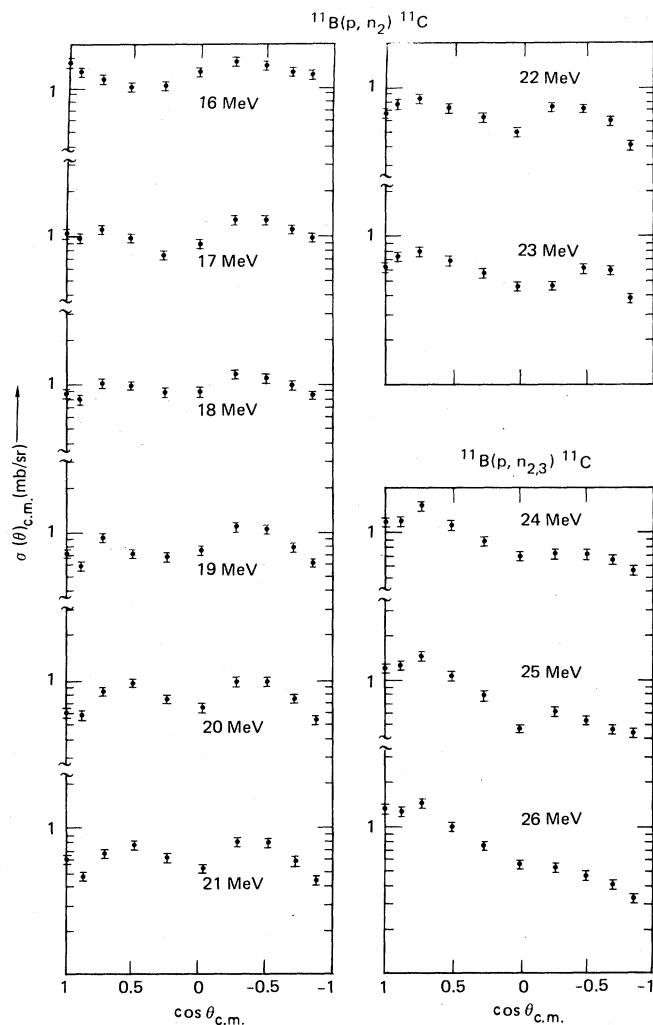 ¹¹B(p, n₂) ¹¹C
σ (θ)c.m. (mb/sr)
1
16 MeV
1
17 MeV
1
18 MeV
1
19 MeV
1
20 MeV
1
21 MeV
1 0.5 0 -0.5 -1
cos θc.m.
1
22 MeV
1
23 MeV
¹¹B(p, n₂,₃) ¹¹C
1
24 MeV
1
25 MeV
1
26 MeV
1 0.5 0 -0.5 -1
cos θc.m.